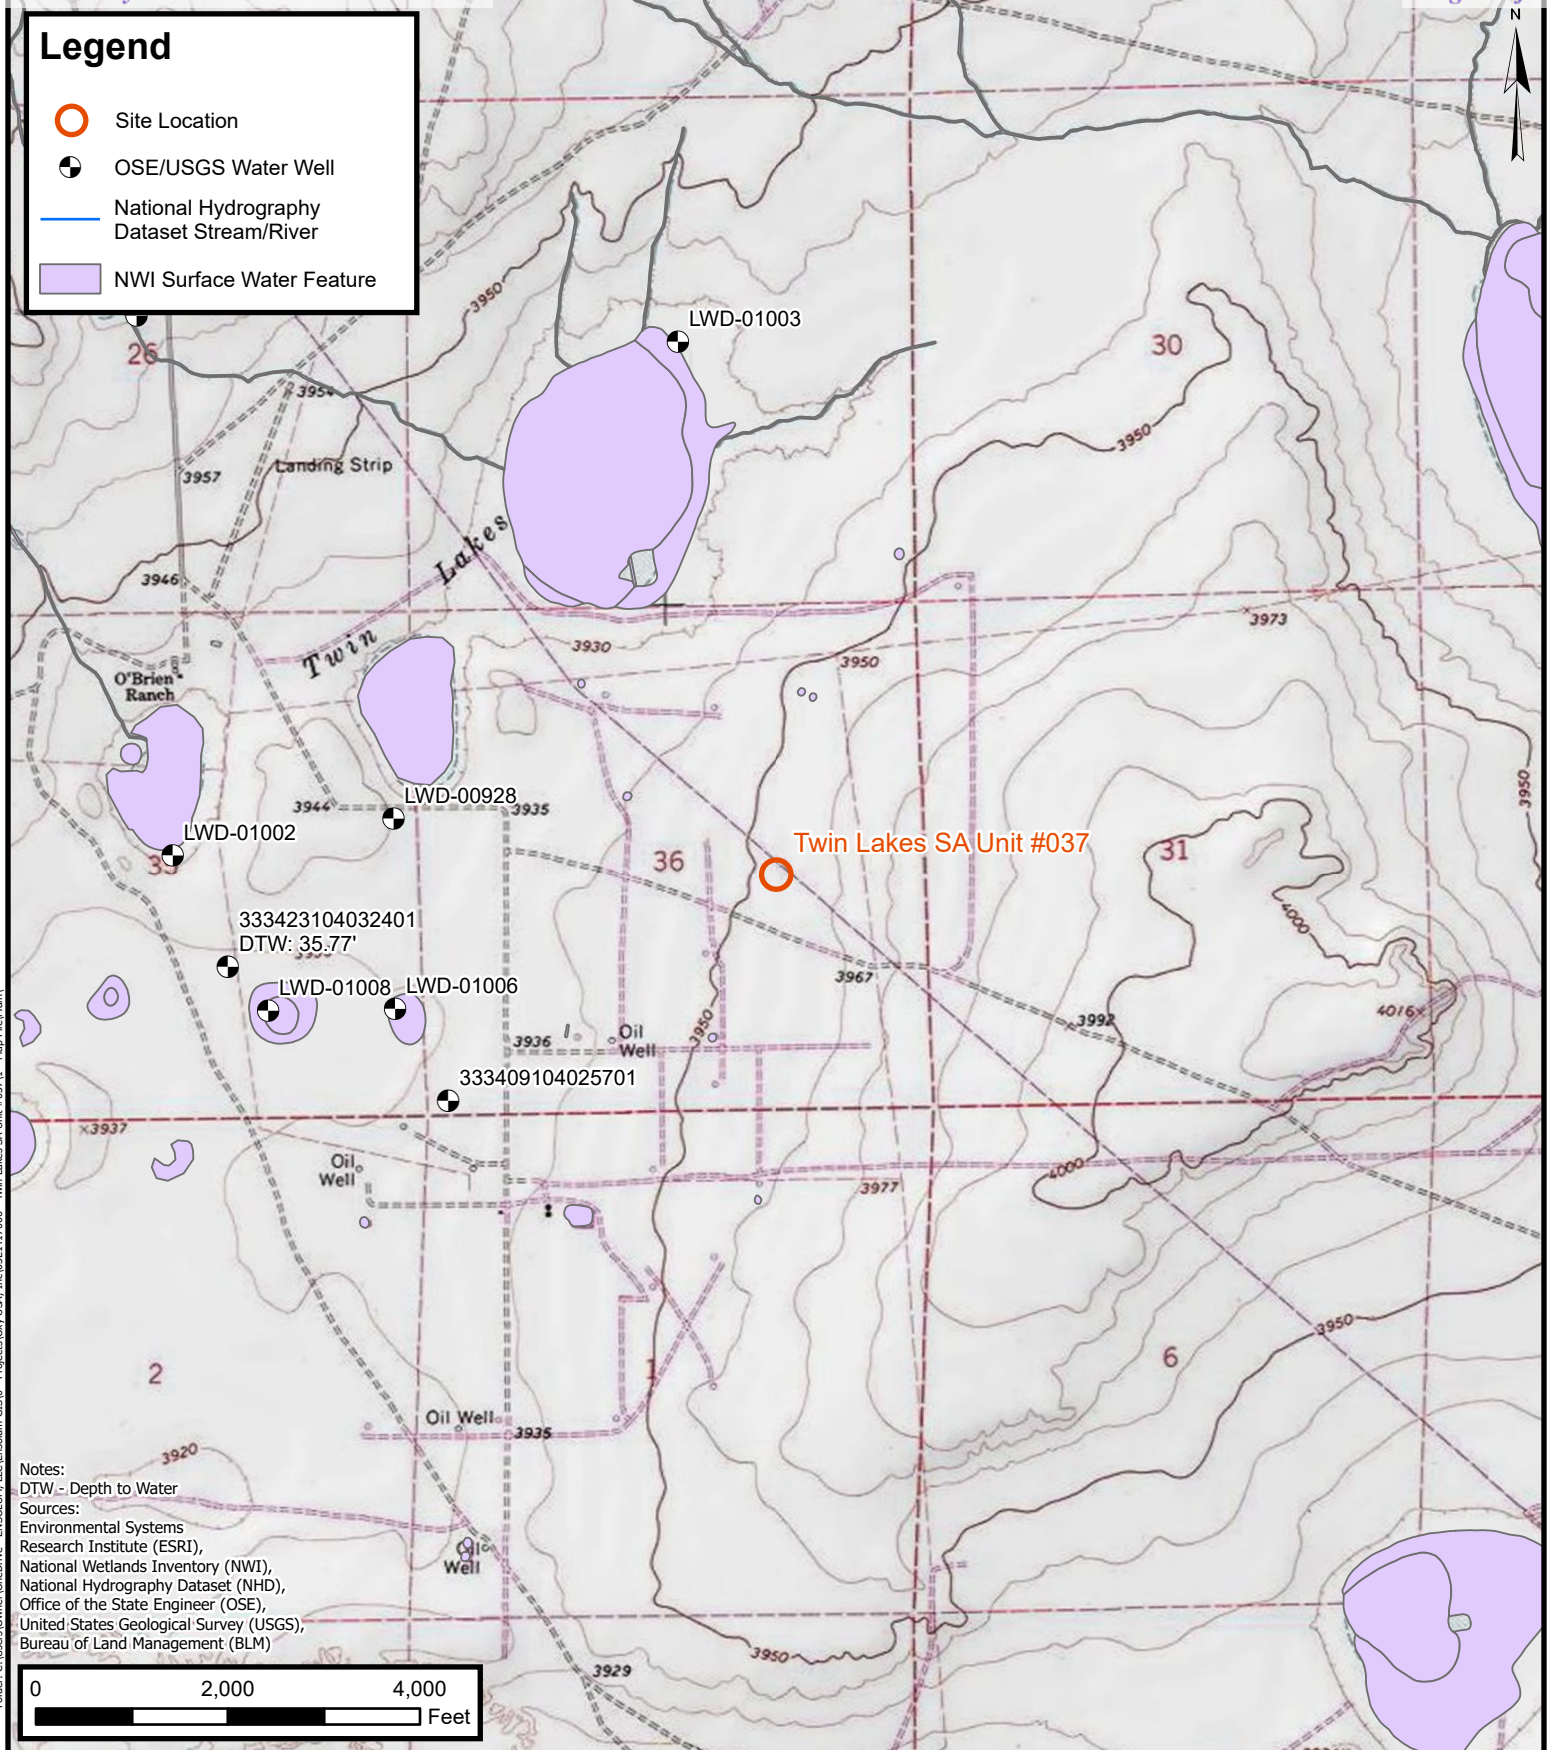 Legend
Site Location
OSE/USGS Water Well
National Hydrography
Dataset Stream/River
NWI Surface Water Feature
N
LWD-01003
3950
26
30
3954
3950
Landing Strip
3957
Twin Lakes
3946
3973
3930
3950
O'Brien
Ranch
3950
LWD-00928
3944
3935
LWD-01002
36
Twin Lakes SA Unit #037
31
333423104032401
DTW: 35.77'
4000
LWD-01008
LWD-01006
3967
4016
3992
3950
3936
Oil
Well
333409104025701
3937
Oil
Well
4000
3977
3950
2
1
6
Oil Well
3935
3920
Oil
Well
3950
3929
Notes:
DTW - Depth to Water
Sources:
Environmental Systems
Research Institute (ESRI),
National Wetlands Inventory (NWI),
National Hydrography Dataset (NHD),
Office of the State Engineer (OSE),
United States Geological Survey (USGS),
Bureau of Land Management (BLM)
0 2,000 4,000
Feet